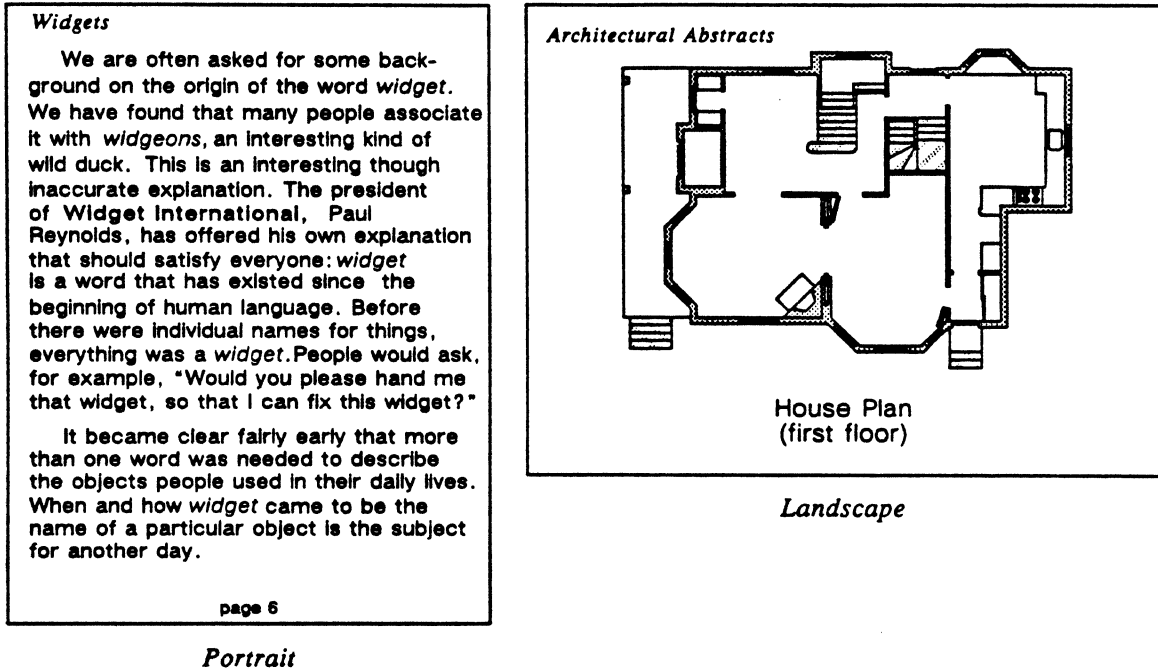 Widgets
We are often asked for some back-
ground on the origin of the word widget.
We have found that many people associate
it with widgeons, an interesting kind of
wild duck. This is an interesting though
inaccurate explanation. The president
of Widget International, Paul
Reynolds, has offered his own explanation
that should satisfy everyone: widget
is a word that has existed since the
beginning of human language. Before
there were individual names for things,
everything was a widget. People would ask,
for example, "Would you please hand me
that widget, so that I can fix this widget?"
It became clear fairly early that more
than one word was needed to describe
the objects people used in their daily lives.
When and how widget came to be the
name of a particular object is the subject
for another day.
page 6
Portrait
Architectural Abstracts
House Plan
(first floor)
Landscape